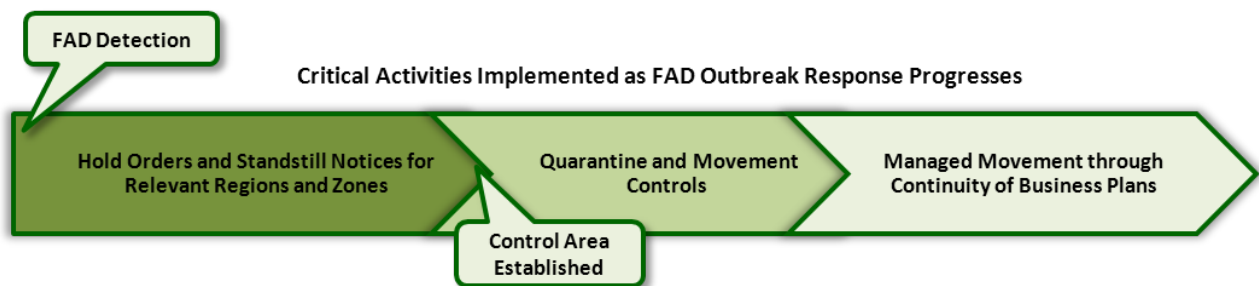 FAD Detection
Critical Activities Implemented as FAD Outbreak Response Progresses
Hold Orders and Standstill Notices for
Relevant Regions and Zones
Quarantine and Movement
Controls
Managed Movement through
Continuity of Business Plans
Control Area
Established